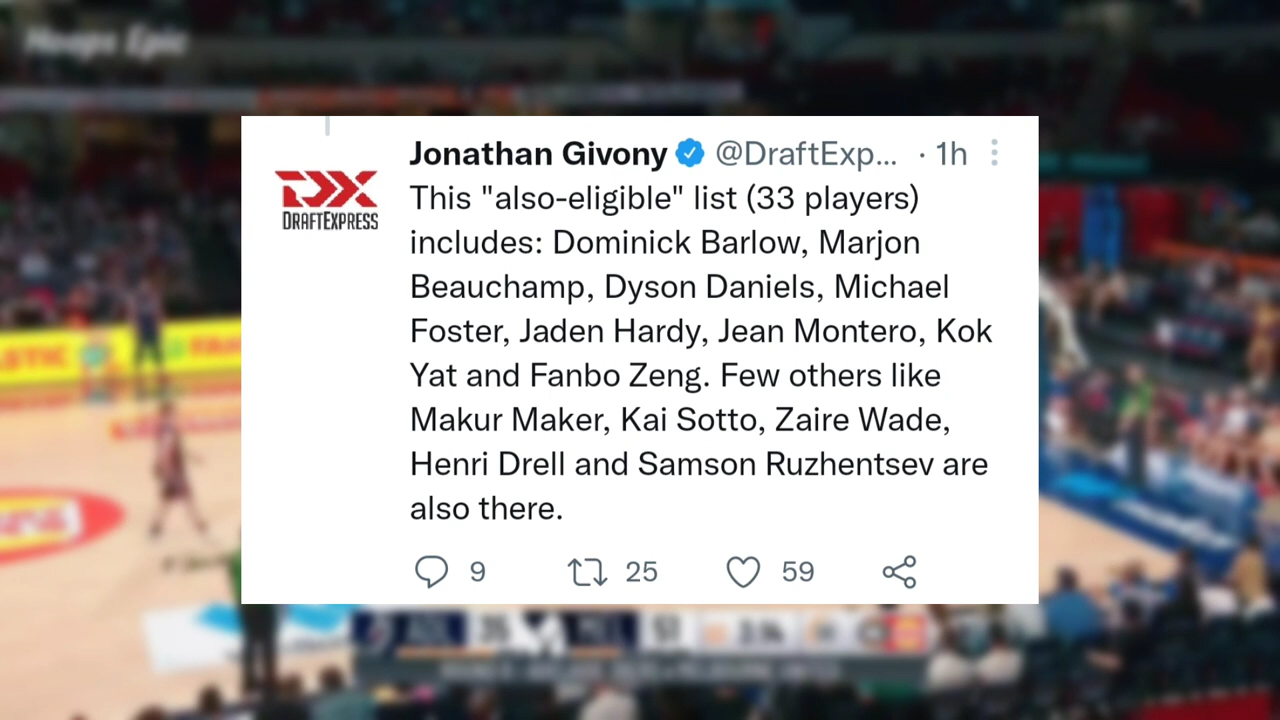 Hoops Epic
Jonathan Givony @DraftExp... · 1h
DRAFTEXPRESS
This "also-eligible" list (33 players)
includes: Dominick Barlow, Marjon
Beauchamp, Dyson Daniels, Michael
Foster, Jaden Hardy, Jean Montero, Kok
Yat and Fanbo Zeng. Few others like
Makur Maker, Kai Sotto, Zaire Wade,
Henri Drell and Samson Ruzhentsev are
also there.
9 25 59